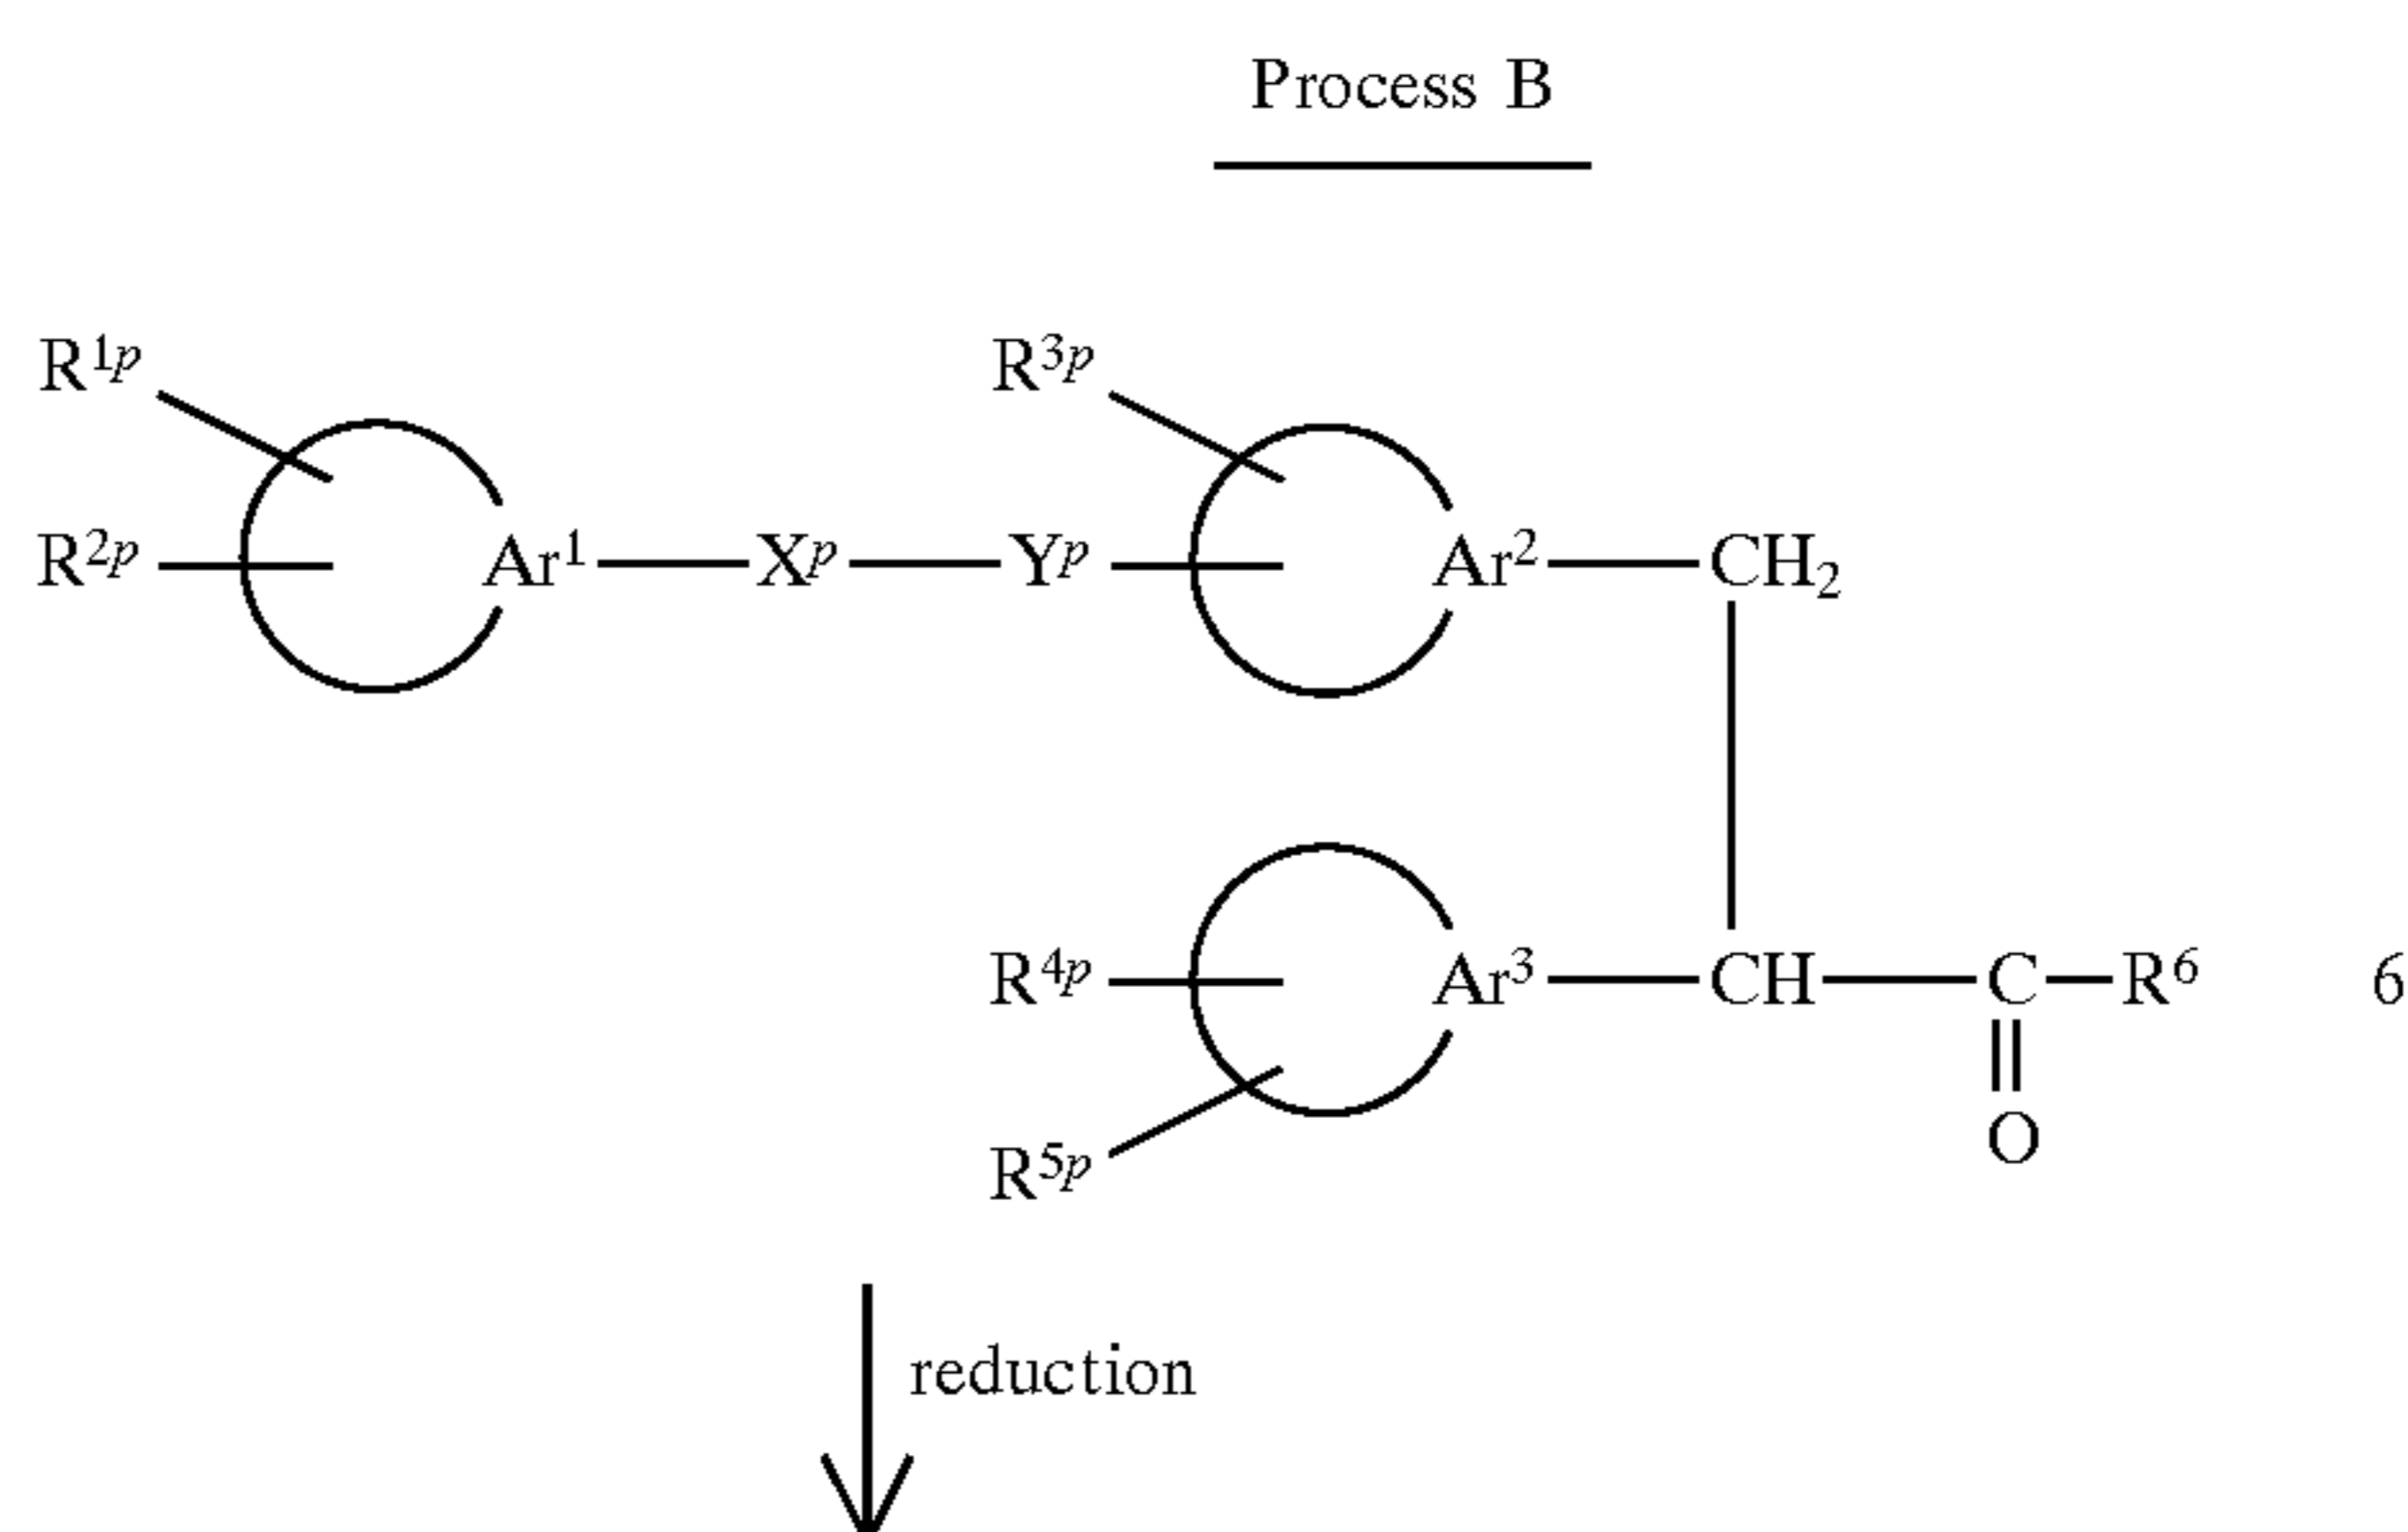 Process B
R¹ᵖ R³ᵖ
R²ᵖ Ar¹ Xᵖ Yᵖ Ar² CH₂
R⁴ᵖ Ar³ CH C R⁶ 6
O
R⁵ᵖ
reduction